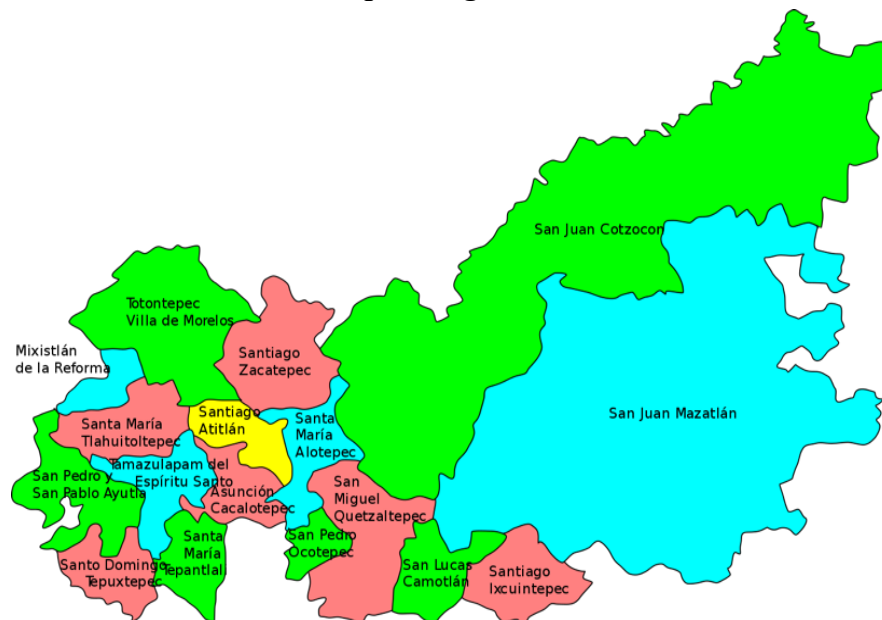 San Juan Cotzocon
Totontepec
Villa de Morelos
Mixistlán
de la Reforma
Santiago
Zacatepec
San Juan Mazatlán
Santa María
Tlahuitoltepec
Santiago
Atitlán
Santa
María
Alotepec
San Pedro y
San Pablo Ayutla
Tamazulapam del
Espíritu Santo
Asunción
Cacalotepec
San
Miguel
Quetzaltepec
Santo Domingo
Tepuxtepec
Santa
María
Tepantlali
San Pedro
Ocotepec
San Lucas
Camotlán
Santiago
Ixcuintepec